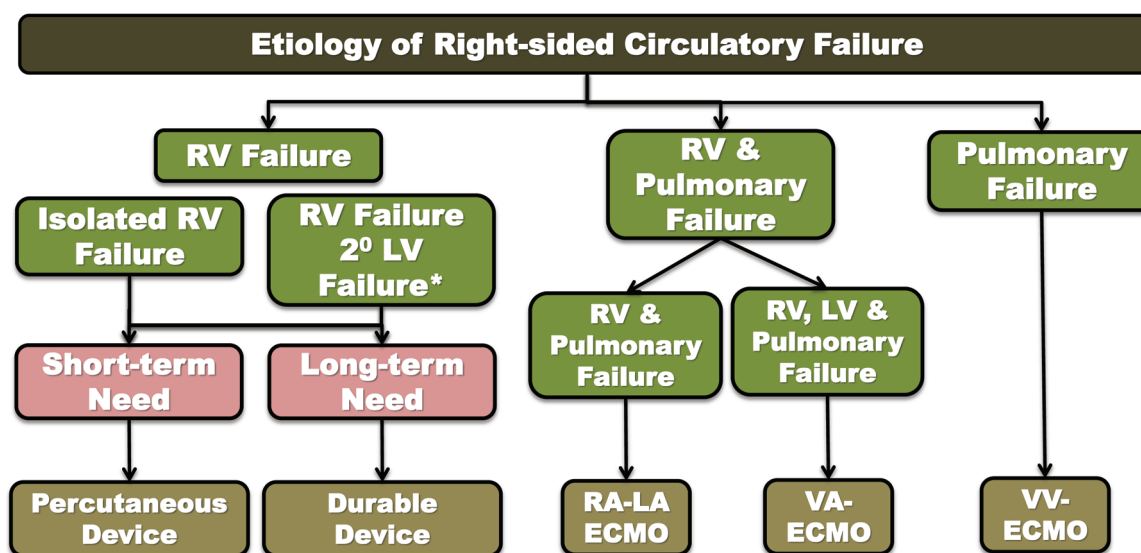 Etiology of Right-sided Circulatory Failure
RV Failure
RV &
Pulmonary
Failure
Pulmonary
Failure
Isolated RV
Failure
RV Failure
2⁰ LV
Failure*
RV &
Pulmonary
Failure
RV, LV &
Pulmonary
Failure
Short-term
Need
Long-term
Need
Percutaneous
Device
Durable
Device
RA-LA
ECMO
VA-
ECMO
VV-
ECMO